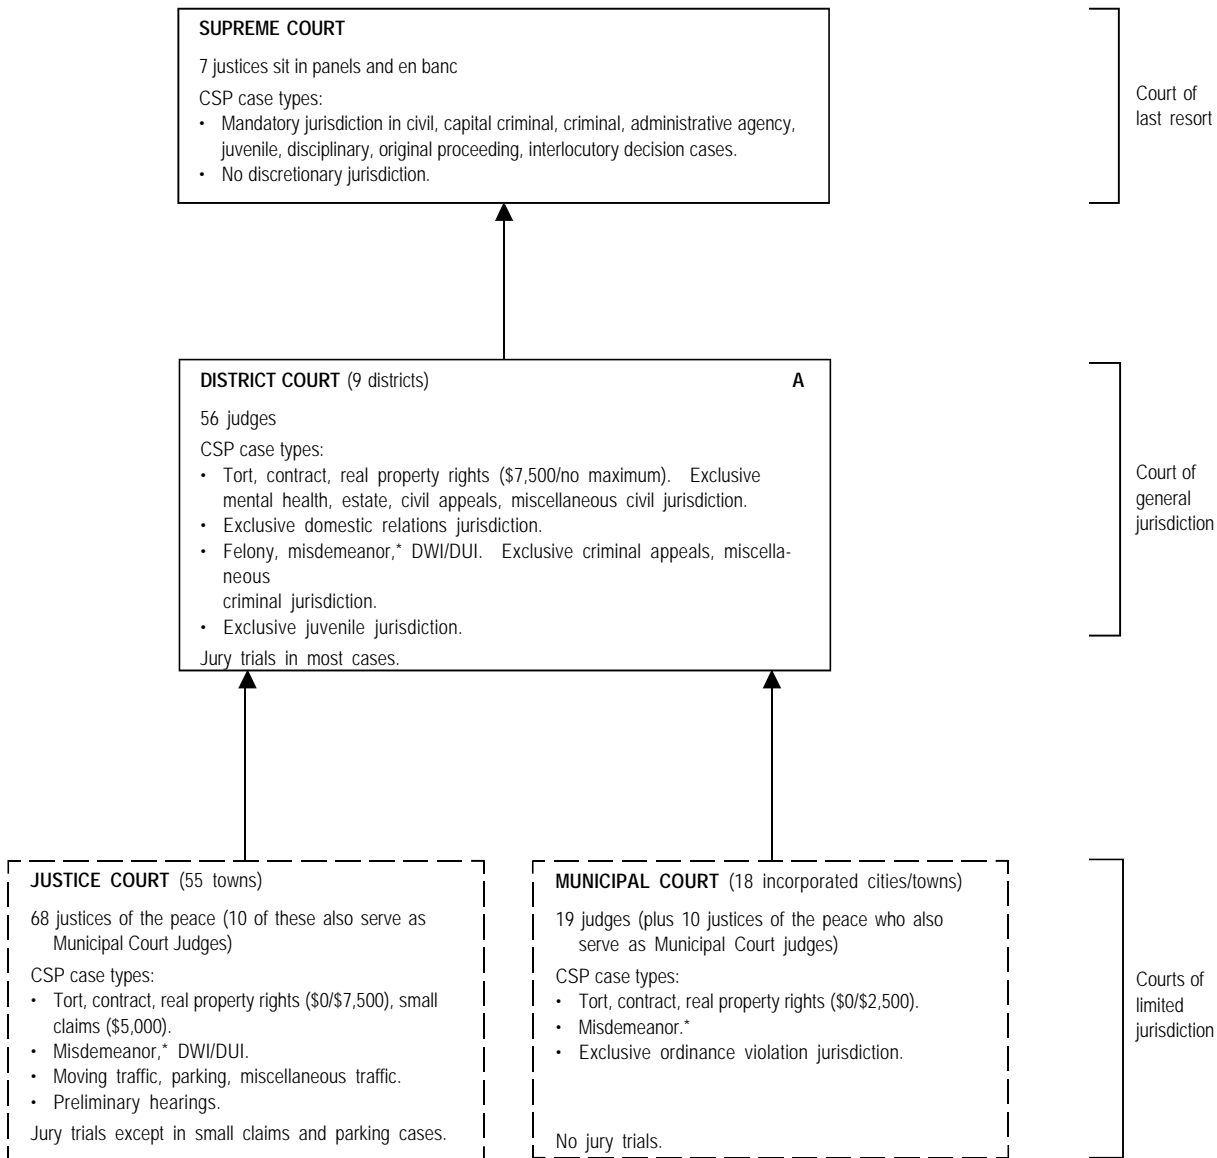 SUPREME COURT
7 justices sit in panels and en banc
CSP case types:
• Mandatory jurisdiction in civil, capital criminal, criminal, administrative agency,
juvenile, disciplinary, original proceeding, interlocutory decision cases.
• No discretionary jurisdiction.
Court of
last resort
DISTRICT COURT (9 districts) A
56 judges
CSP case types:
• Tort, contract, real property rights ($7,500/no maximum). Exclusive
mental health, estate, civil appeals, miscellaneous civil jurisdiction.
• Exclusive domestic relations jurisdiction.
• Felony, misdemeanor,* DWI/DUI. Exclusive criminal appeals, miscella-
neous
criminal jurisdiction.
• Exclusive juvenile jurisdiction.
Jury trials in most cases.
Court of
general
jurisdiction
JUSTICE COURT (55 towns)
68 justices of the peace (10 of these also serve as
Municipal Court Judges)
CSP case types:
• Tort, contract, real property rights ($0/$7,500), small
claims ($5,000).
• Misdemeanor,* DWI/DUI.
• Moving traffic, parking, miscellaneous traffic.
• Preliminary hearings.
Jury trials except in small claims and parking cases.
MUNICIPAL COURT (18 incorporated cities/towns)
19 judges (plus 10 justices of the peace who also
serve as Municipal Court judges)
CSP case types:
• Tort, contract, real property rights ($0/$2,500).
• Misdemeanor.*
• Exclusive ordinance violation jurisdiction.
No jury trials.
Courts of
limited
jurisdiction